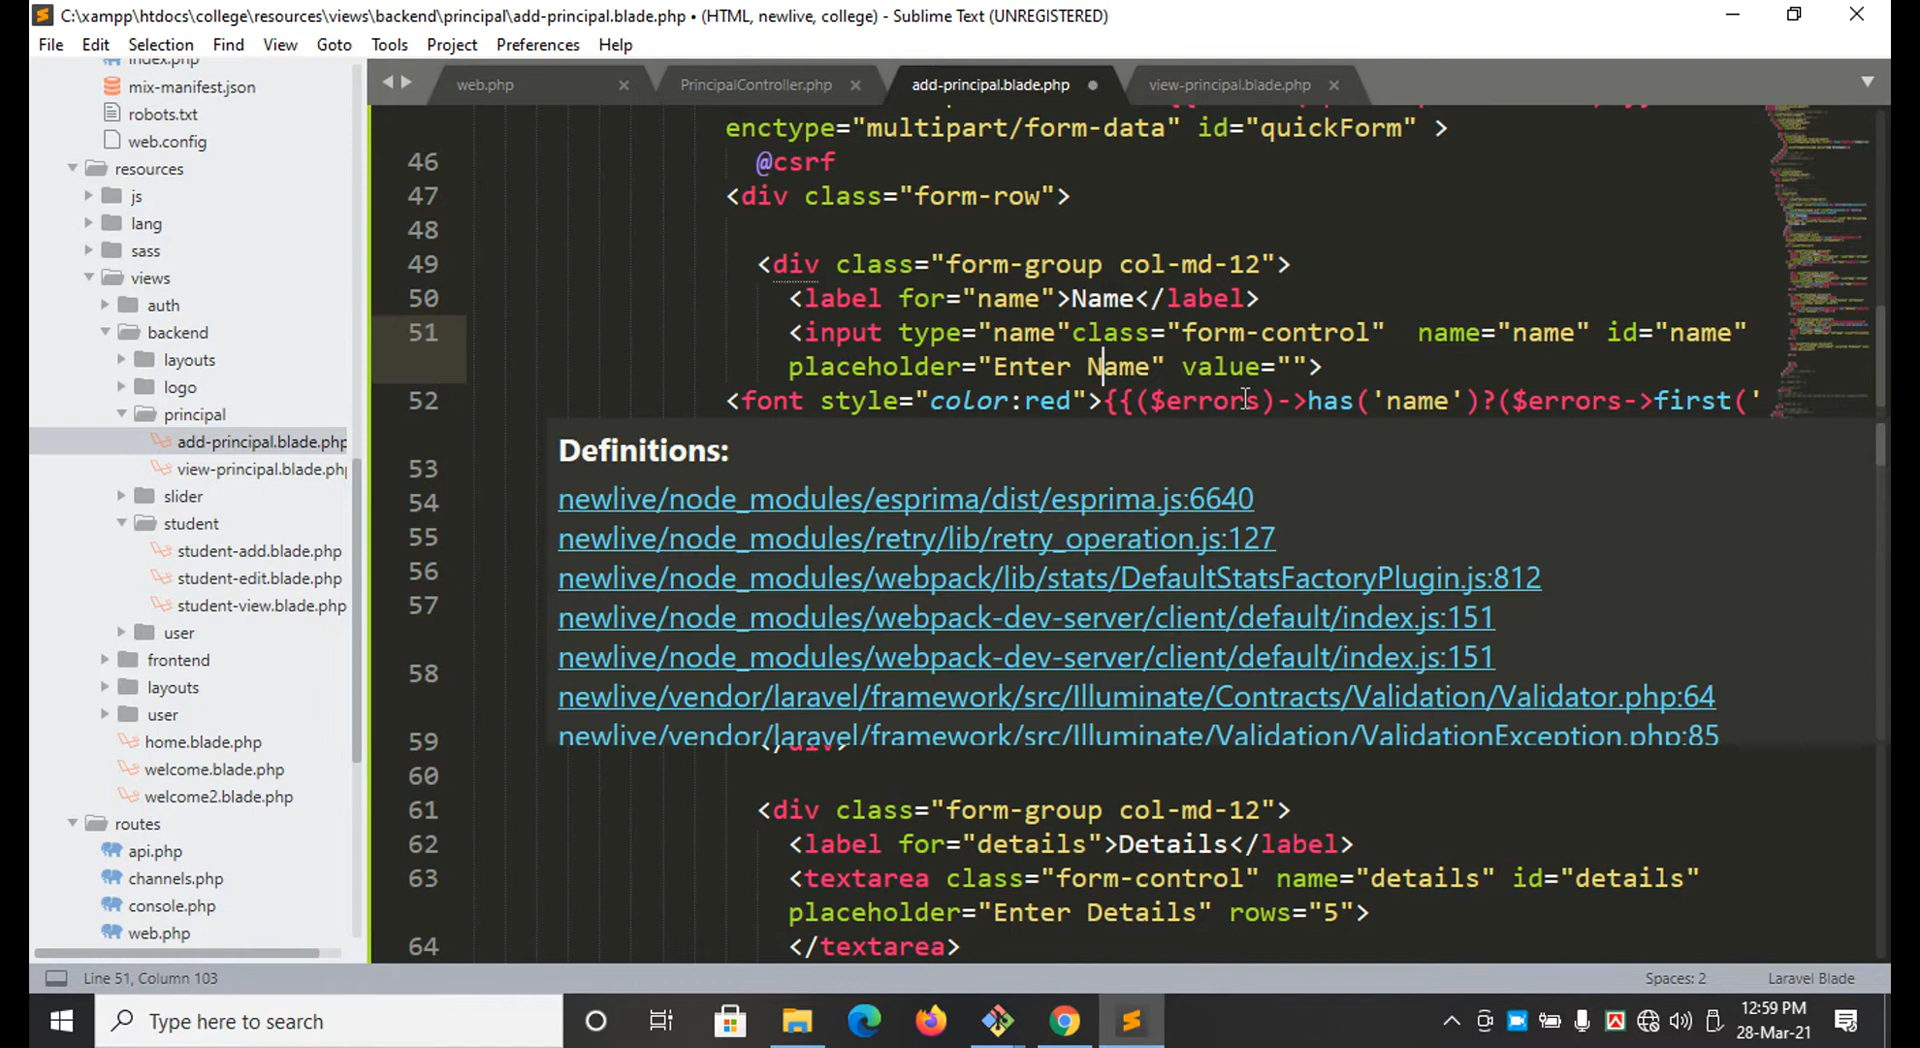 C:\xampp\htdocs\college\resources\views\backend\principal\add-principal.blade.php • (HTML, newlive, college) - Sublime Text (UNREGISTERED)
File Edit Selection Find View Goto Tools Project Preferences Help
index.php
mix-manifest.json
robots.txt
web.config
resources
js
lang
sass
views
auth
backend
layouts
logo
principal
add-principal.blade.php
view-principal.blade.php
slider
student
student-add.blade.php
student-edit.blade.php
student-view.blade.php
user
frontend
layouts
user
home.blade.php
welcome.blade.php
welcome2.blade.php
routes
api.php
channels.php
console.php
web.php
web.php PrincipalController.php add-principal.blade.php view-principal.blade.php
enctype="multipart/form-data" id="quickForm" >
46 @csrf
47 <div class="form-row">
48
49 <div class="form-group col-md-12">
50 <label for="name">Name</label>
51 <input type="name"class="form-control"  name="name" id="name"
placeholder="Enter Name" value="">
52 <font style="color:red">{{($errors)->has('name')?($errors->first('
Definitions:
53
newlive/node_modules/esprima/dist/esprima.js:6640
54
newlive/node_modules/retry/lib/retry_operation.js:127
55
newlive/node_modules/webpack/lib/stats/DefaultStatsFactoryPlugin.js:812
56
newlive/node_modules/webpack-dev-server/client/default/index.js:151
57
newlive/node_modules/webpack-dev-server/client/default/index.js:151
58
newlive/vendor/laravel/framework/src/Illuminate/Contracts/Validation/Validator.php:64
newlive/vendor/laravel/framework/src/Illuminate/Validation/ValidationException.php:85
59 </div>
60
61 <div class="form-group col-md-12">
62 <label for="details">Details</label>
63 <textarea class="form-control" name="details" id="details"
placeholder="Enter Details" rows="5">
64 </textarea>
Line 51, Column 103 Spaces: 2 Laravel Blade
Type here to search
12:59 PM
28-Mar-21